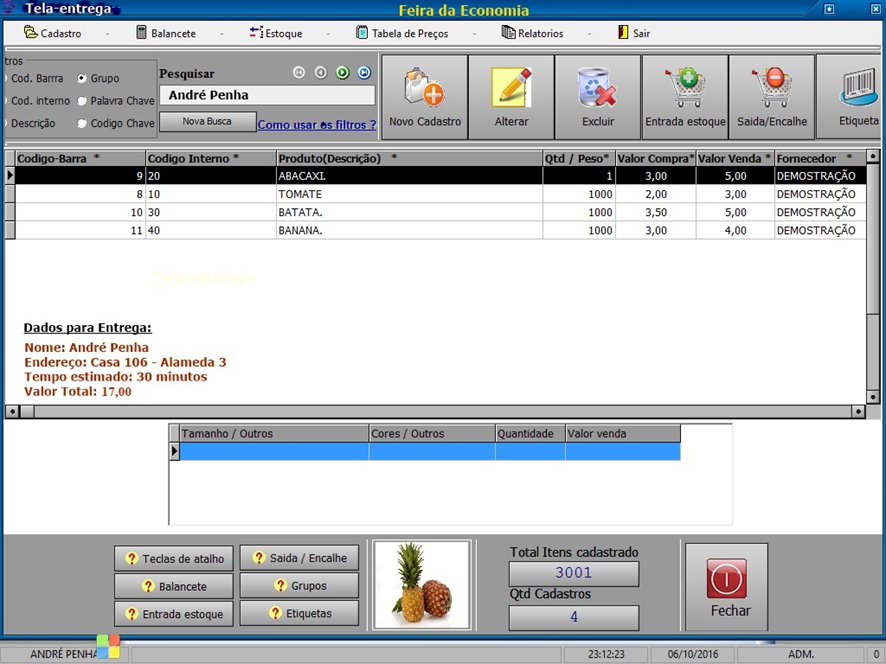 Tela-entrega
Feira da Economia
Cadastro - Balancete - Estoque - Tabela de Preços - Relatorios - Sair
tros
Cod. Barrra Grupo
Cod. interno Palavra Chave
Descrição Codigo Chave
Pesquisar
André Penha
Nova Busca Como usar os filtros ?
Novo Cadastro Alterar Excluir Entrada estoque Saida/Encalhe Etiqueta
Codigo-Barra * Codigo Interno * Produto(Descrição) * Qtd / Peso* Valor Compra* Valor Venda * Fornecedor *
9 20 ABACAXI. 1 3,00 5,00 DEMOSTRAÇÃO
8 10 TOMATE 1000 2,00 3,00 DEMOSTRAÇÃO
10 30 BATATA. 1000 3,50 5,00 DEMOSTRAÇÃO
11 40 BANANA. 1000 3,00 4,00 DEMOSTRAÇÃO
Tela-entrega
Dados para Entrega:
Nome: André Penha
Endereço: Casa 106 - Alameda 3
Tempo estimado: 30 minutos
Valor Total: 17,00
Tamanho / Outros Cores / Outros Quantidade Valor venda
? Teclas de atalho ? Saida / Encalhe
? Balancete ? Grupos
? Entrada estoque ? Etiquetas
Total Itens cadastrado
3001
Qtd Cadastros
4
Fechar
ANDRÉ PENHA 23:12:23 06/10/2016 ADM. 0